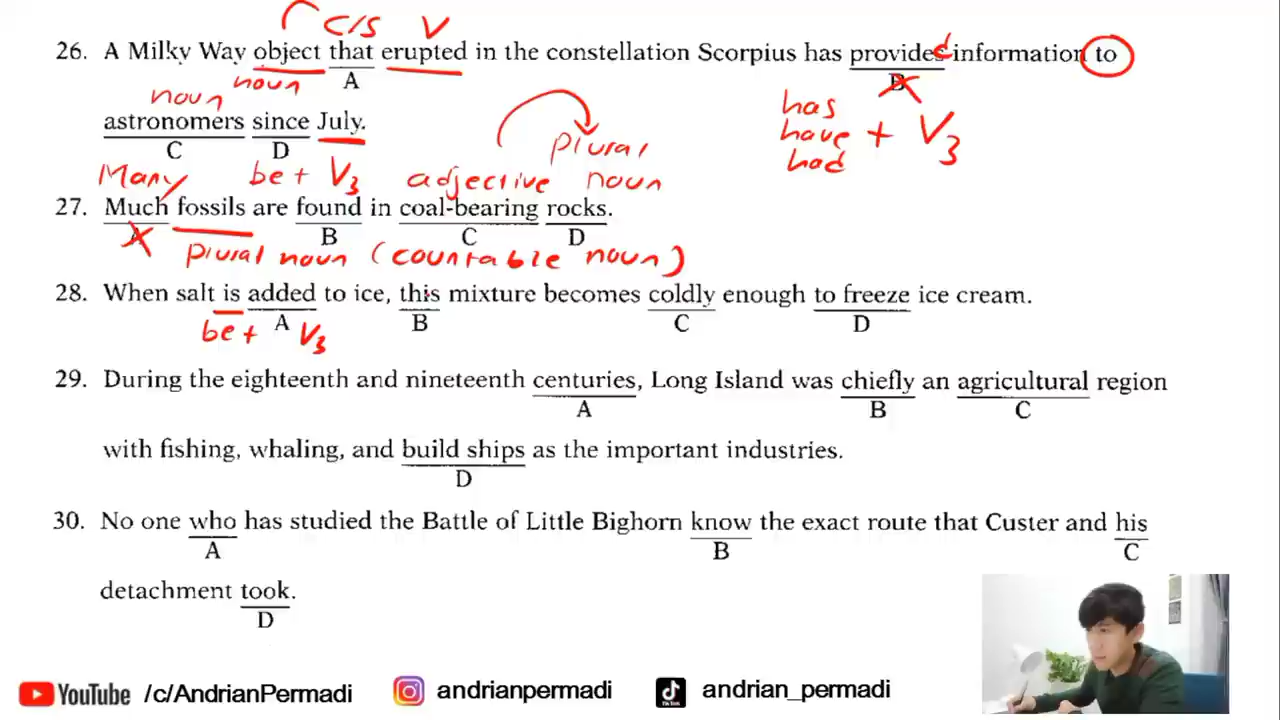 C/S V
26. A Milky Way object that erupted in the constellation Scorpius has provides information to
noun A B
noun has
astronomers since July. plural have + V3
C D had
Many be + V3 adjective noun
27. Much fossils are found in coal-bearing rocks.
A B C D
plural noun (countable noun)
28. When salt is added to ice, this mixture becomes coldly enough to freeze ice cream.
be + A V3 B C D
29. During the eighteenth and nineteenth centuries, Long Island was chiefly an agricultural region
A B C
with fishing, whaling, and build ships as the important industries.
D
30. No one who has studied the Battle of Little Bighorn know the exact route that Custer and his
A B C
detachment took.
D
YouTube /c/AndrianPermadi andrianpermadi TikTok andrian_permadi